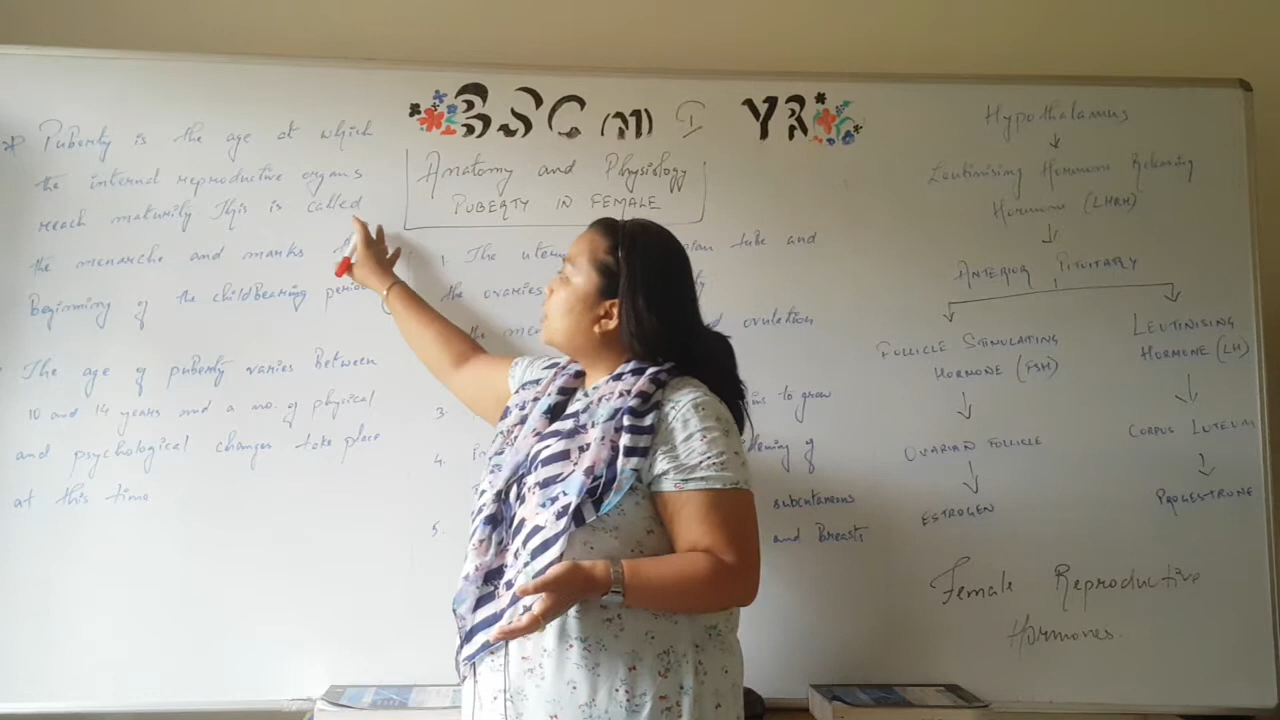 BSC (N) I YR
Anatomy and Physiology
PUBERTY IN FEMALE
* Puberty is the age at which
the internal reproductive organs
reach maturity This is called
the menarche and marks
Beginning of the childBearing period
The age of puberty varies Between
10 and 14 years and a no. of physical
and psychological changes take place
at this time
1. The tube and
the ovaries
the ovulation
3. to grow
4. of
subcutaneous
5. and Breasts
Hypothalamus
Leutinising Hormone Releasing
Hormone (LHRH)
ANTERIOR PITUITARY
FOLLICLE STIMULATING
HORMONE (FSH)
OVARIAN FOLLICLE
ESTROGEN
LEUTINISING
HORMONE (LH)
CORPUS LUTEUM
PROGESTRONE
Female Reproductive
Hormones.